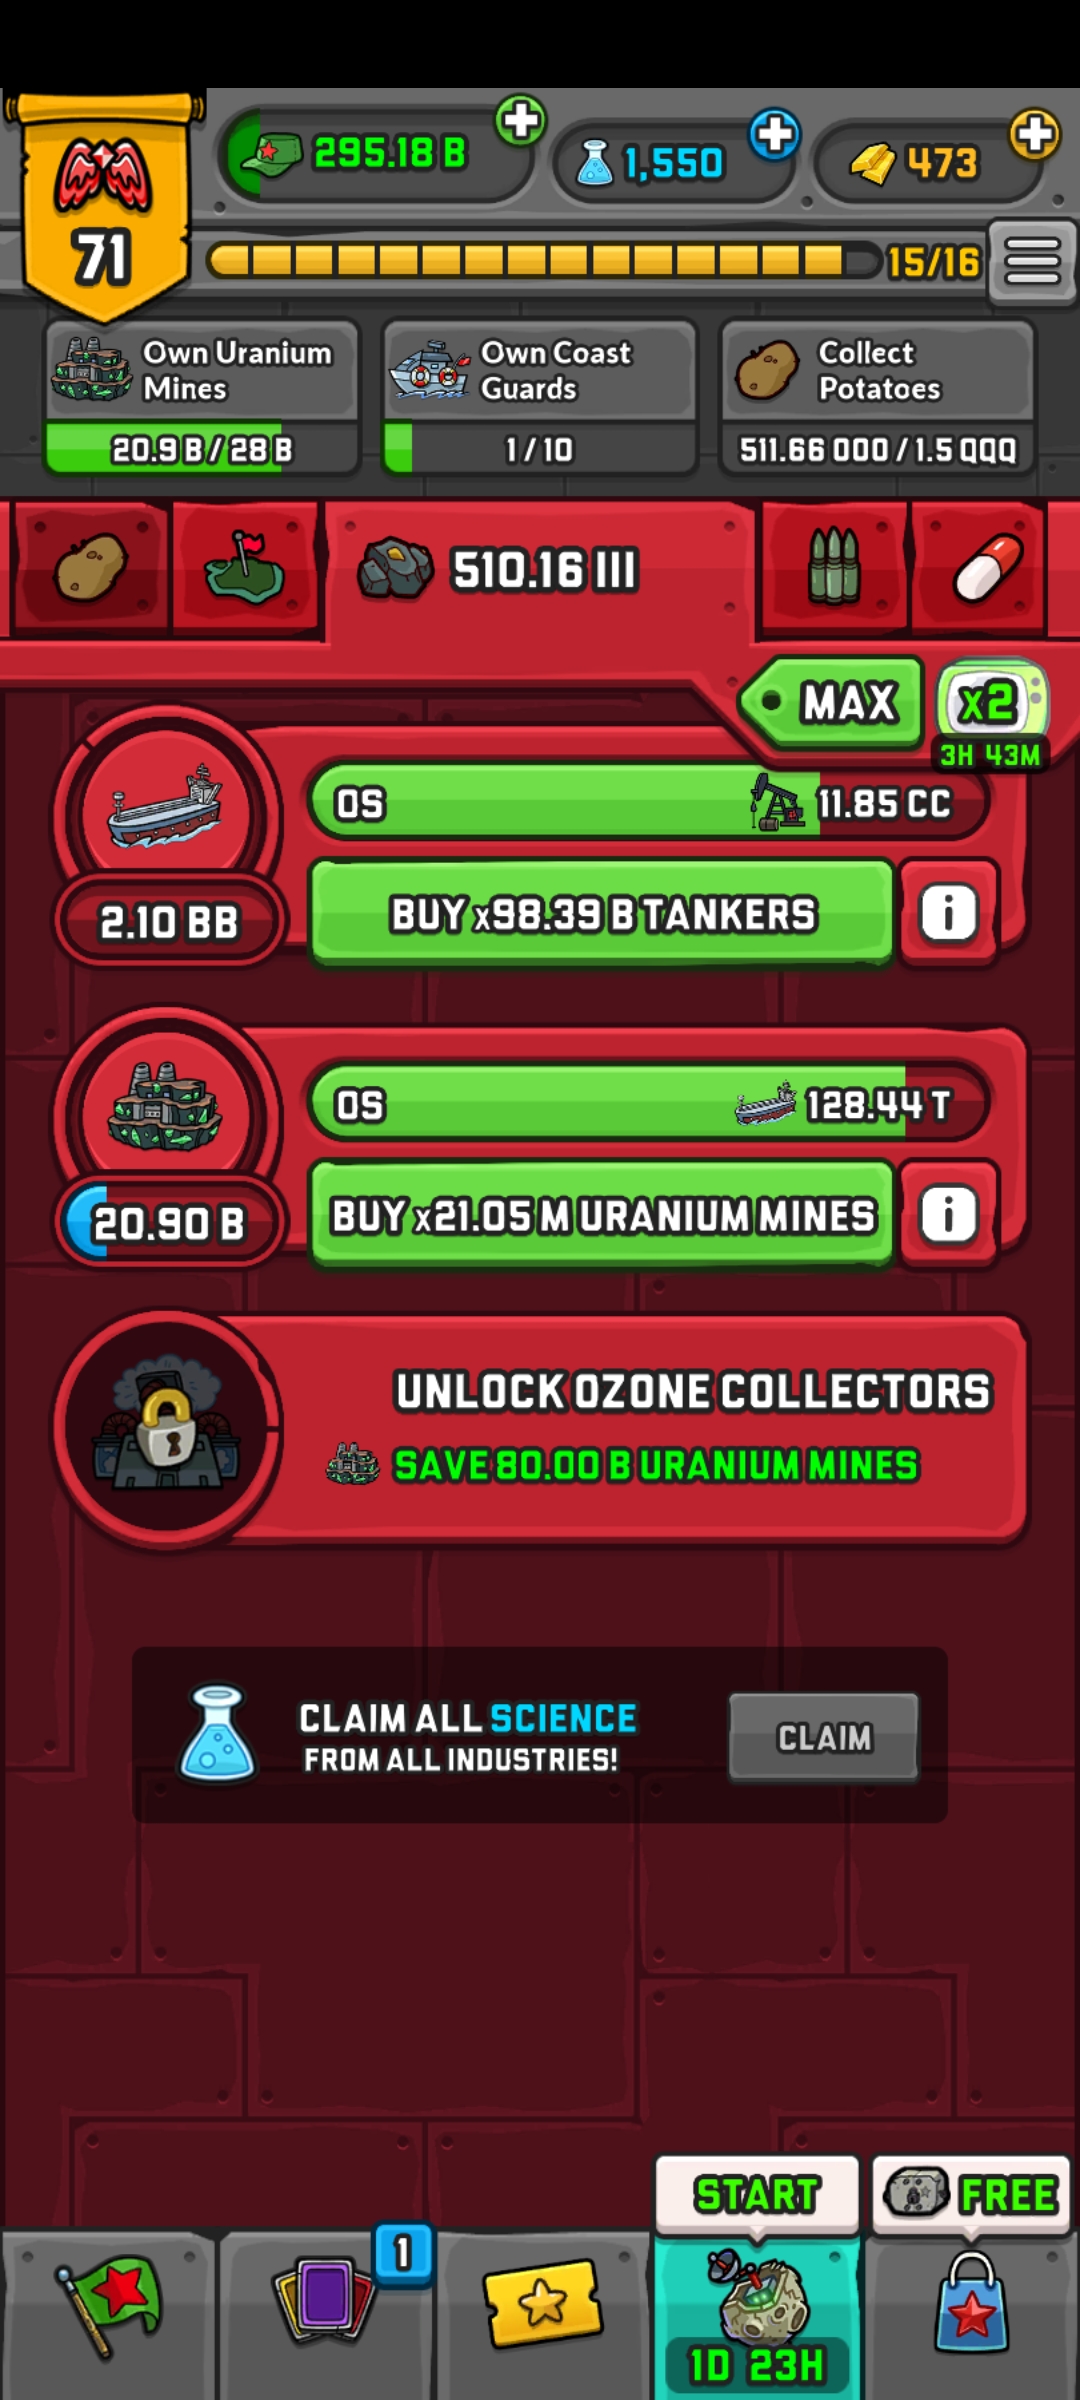 295.18 B
1,550
473
71
15/16
Own Uranium
Mines
20.9 B / 28 B
Own Coast
Guards
1 / 10
Collect
Potatoes
511.66 OOO / 1.5 QQQ
510.16 III
MAX
x2
3H 43M
0S
11.85 CC
2.10 BB
BUY x98.39 B TANKERS
i
0S
128.44 T
20.90 B
BUY x21.05 M URANIUM MINES
i
UNLOCK OZONE COLLECTORS
SAVE 80.00 B URANIUM MINES
CLAIM ALL SCIENCE
FROM ALL INDUSTRIES!
CLAIM
START
FREE
1
1D 23H